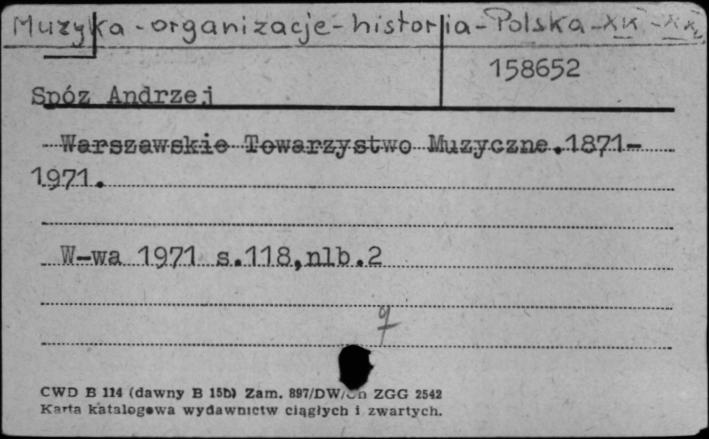 Muzyka - organizacje - historia - Polska - XIX - XX w.
158652
Spóz Andrzej
Warszawskie Towarzystwo Muzyczne.1871-
1971.
W-wa 1971 s.118,nlb.2
CWD B 114 (dawny B 15b) Zam. 897/DW/ ZGG 2542
Karta katalogowa wydawnictw ciągłych i zwartych.